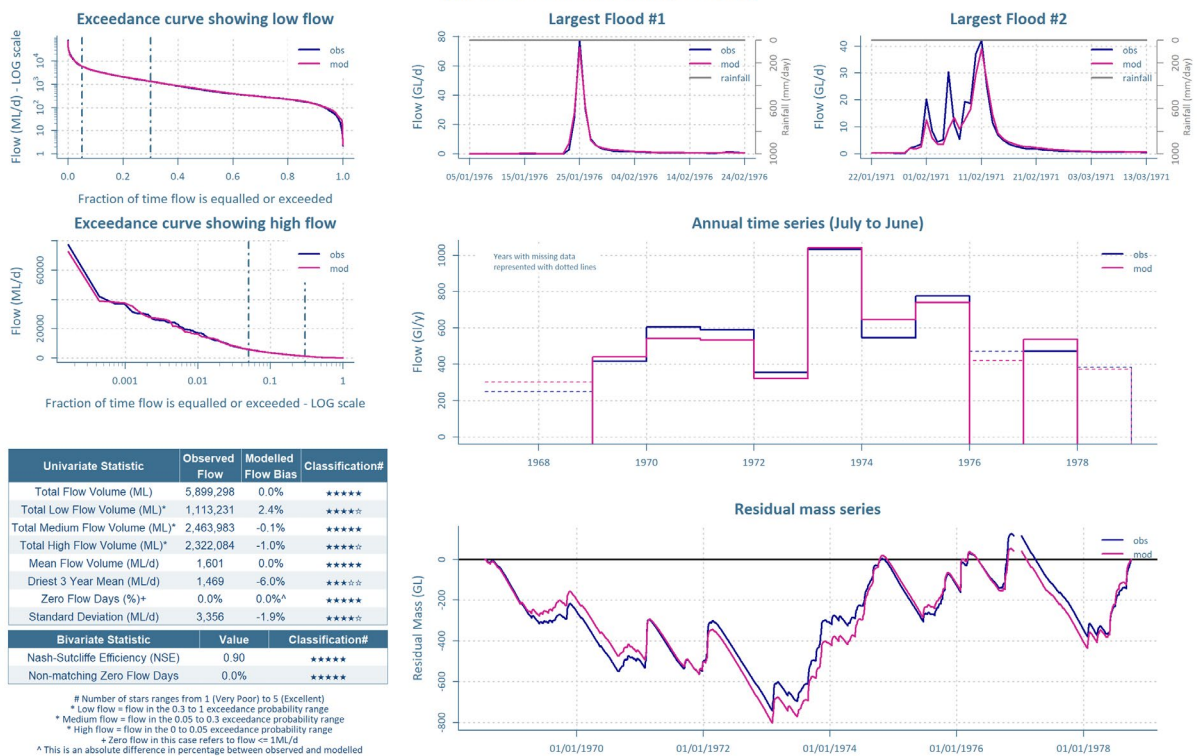 Exceedance curve showing low flow
Flow (ML/d) - LOG scale
10⁴
10³
10²
10
1
obs
mod
0.0
0.2
0.4
0.6
0.8
1.0
Fraction of time flow is equalled or exceeded
Largest Flood #1
Flow (GL/d)
80
60
40
20
0
obs
mod
rainfall
0
200
600
1000
Rainfall (mm/day)
05/01/1976
15/01/1976
25/01/1976
04/02/1976
14/02/1976
24/02/1976
Largest Flood #2
Flow (GL/d)
40
30
20
10
0
obs
mod
rainfall
0
200
600
1000
Rainfall (mm/day)
22/01/1971
01/02/1971
11/02/1971
21/02/1971
03/03/1971
13/03/1971
Exceedance curve showing high flow
Flow (ML/d)
60000
20000
0
obs
mod
0.001
0.01
0.1
1
Fraction of time flow is equalled or exceeded - LOG scale
Annual time series (July to June)
Flow (Gl/y)
1000
800
600
400
200
0
Years with missing data
represented with dotted lines
obs
mod
1968
1970
1972
1974
1976
1978
Univariate Statistic Observed Flow Modelled Flow Bias Classification#
Total Flow Volume (ML) 5,899,298 0.0% ★★★★★
Total Low Flow Volume (ML)* 1,113,231 2.4% ★★★★☆
Total Medium Flow Volume (ML)* 2,463,983 -0.1% ★★★★★
Total High Flow Volume (ML)* 2,322,084 -1.0% ★★★★☆
Mean Flow Volume (ML/d) 1,601 0.0% ★★★★★
Driest 3 Year Mean (ML/d) 1,469 -6.0% ★★★☆☆
Zero Flow Days (%)+ 0.0% 0.0%^ ★★★★★
Standard Deviation (ML/d) 3,356 -1.9% ★★★★☆
Bivariate Statistic Value Classification#
Nash-Sutcliffe Efficiency (NSE) 0.90 ★★★★★
Non-matching Zero Flow Days 0.0% ★★★★★
# Number of stars ranges from 1 (Very Poor) to 5 (Excellent)
* Low flow = flow in the 0.3 to 1 exceedance probability range
* Medium flow = flow in the 0.05 to 0.3 exceedance probability range
* High flow = flow in the 0 to 0.05 exceedance probability range
+ Zero flow in this case refers to flow <= 1ML/d
^ This is an absolute difference in percentage between observed and modelled
Residual mass series
Residual Mass (GL)
0
-200
-400
-600
-800
obs
mod
01/01/1970
01/01/1972
01/01/1974
01/01/1976
01/01/1978